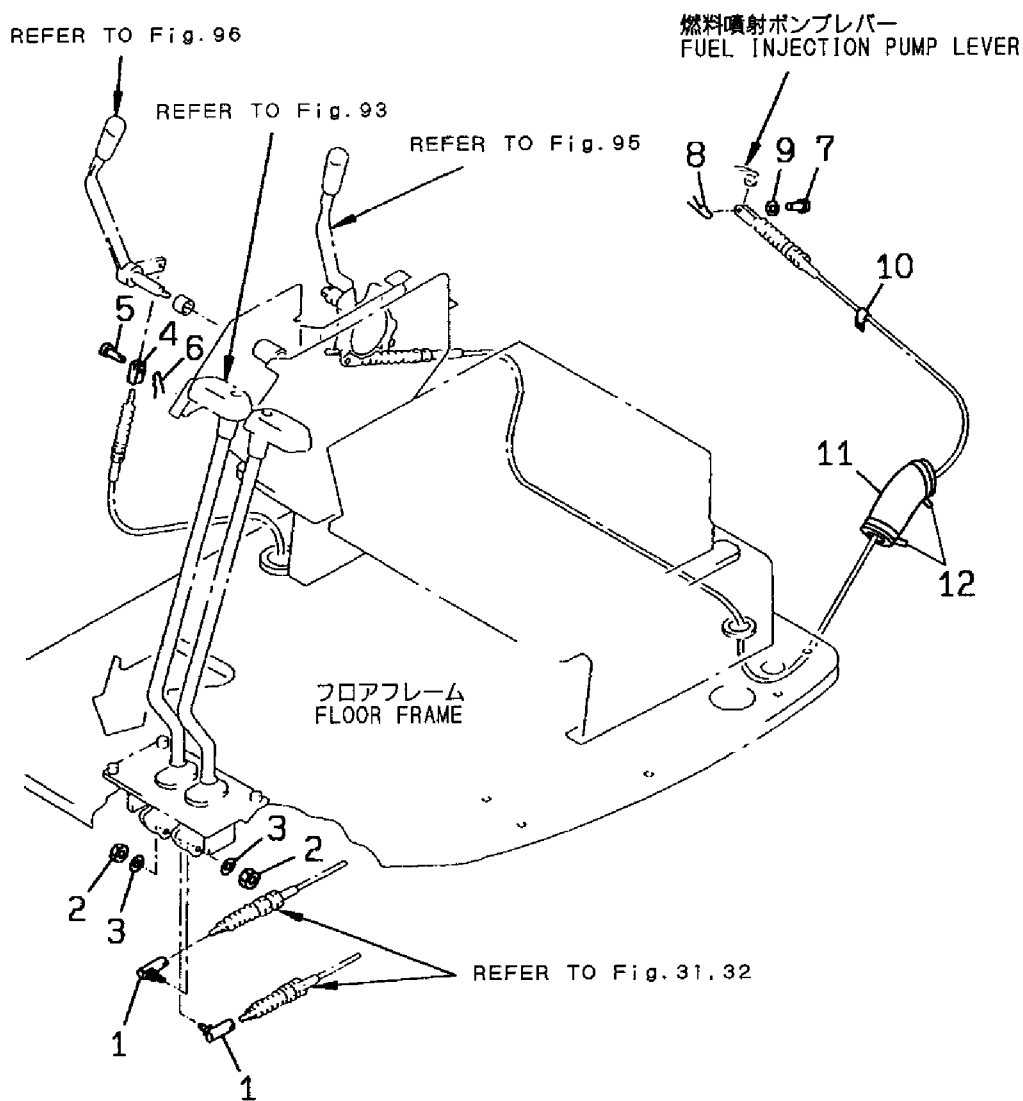 REFER TO Fig.96
燃料噴射ポンプレバー
FUEL INJECTION PUMP LEVER
REFER TO Fig.93
REFER TO Fig.95
8
9
7
10
5
4
6
11
12
フロアフレーム
FLOOR FRAME
3
2
2
3
REFER TO Fig.31,32
1
1